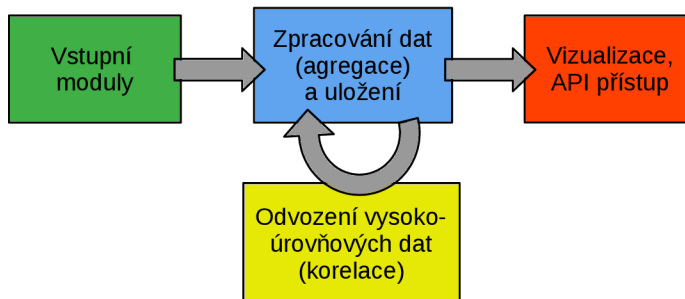 Vstupní
moduly
Zpracování dat
(agregace)
a uložení
Vizualizace,
API přístup
Odvození vysoko-
úrovňových dat
(korelace)